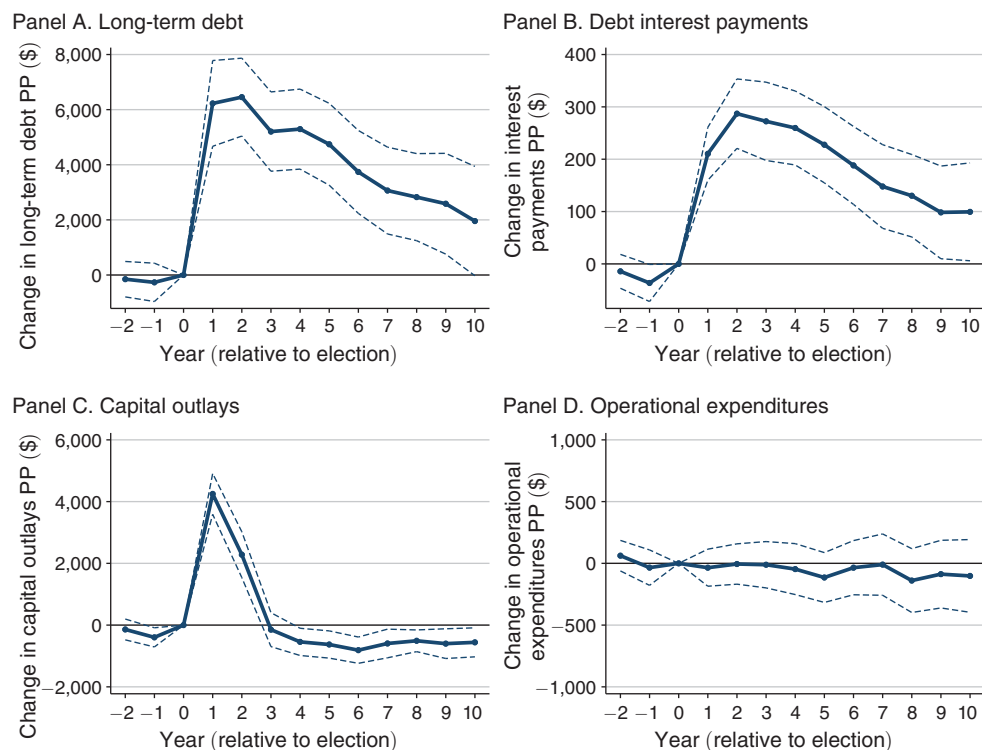 Panel A. Long-term debt
Change in long-term debt PP ($)
8,000
6,000
4,000
2,000
0
−2 −1 0 1 2 3 4 5 6 7 8 9 10
Year (relative to election)
Panel B. Debt interest payments
Change in interest
payments PP ($)
400
300
200
100
0
−2 −1 0 1 2 3 4 5 6 7 8 9 10
Year (relative to election)
Panel C. Capital outlays
Change in capital outlays PP ($)
6,000
4,000
2,000
0
−2,000
−2 −1 0 1 2 3 4 5 6 7 8 9 10
Year (relative to election)
Panel D. Operational expenditures
Change in operational
expenditures PP ($)
1,000
500
0
−500
−1,000
−2 −1 0 1 2 3 4 5 6 7 8 9 10
Year (relative to election)